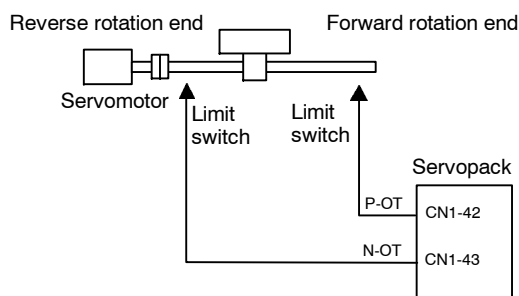 Reverse rotation end
Forward rotation end
Servomotor
Limit
switch
Limit
switch
Servopack
P-OT
CN1-42
N-OT
CN1-43